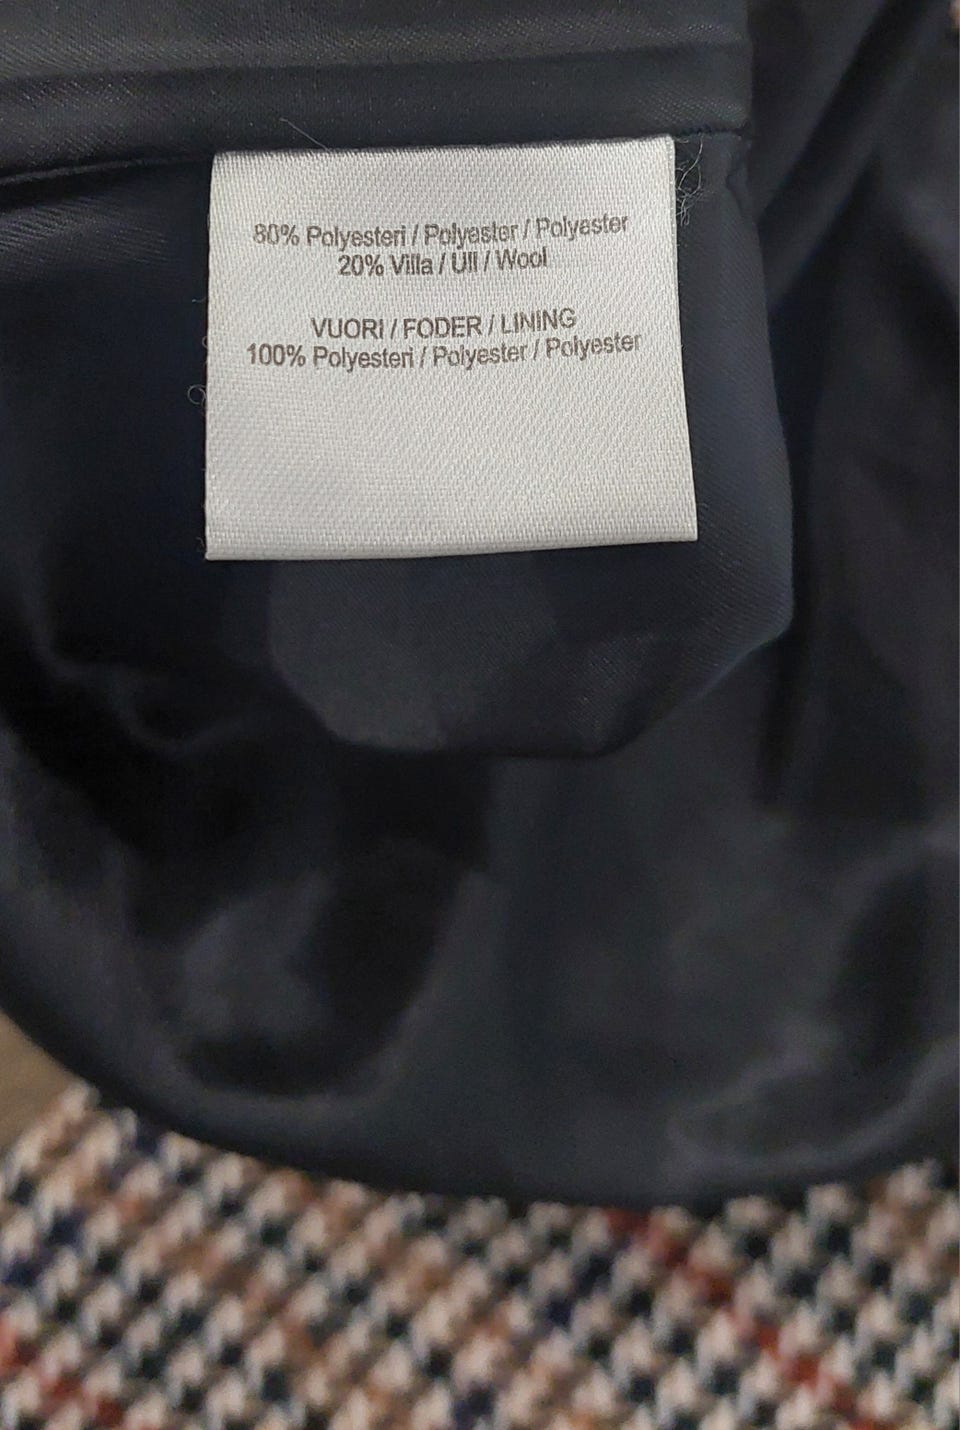 80% Polyesteri / Polyester / Polyester
20% Villa / Ull / Wool
VUORI / FODER / LINING
100% Polyesteri / Polyester / Polyester